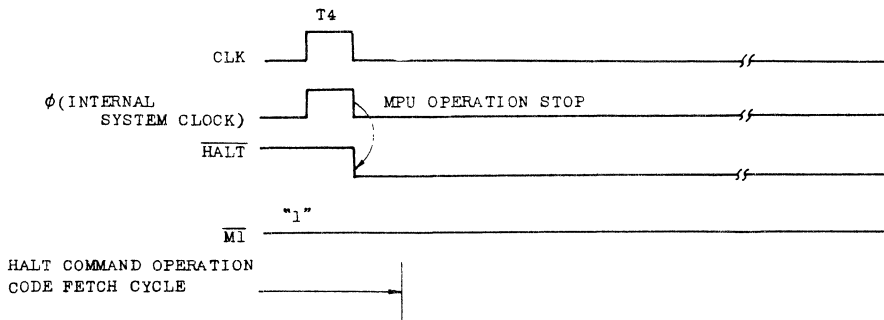 T4
CLK
φ(INTERNAL
SYSTEM CLOCK)
MPU OPERATION STOP
HALT
"1"
M1
HALT COMMAND OPERATION
CODE FETCH CYCLE